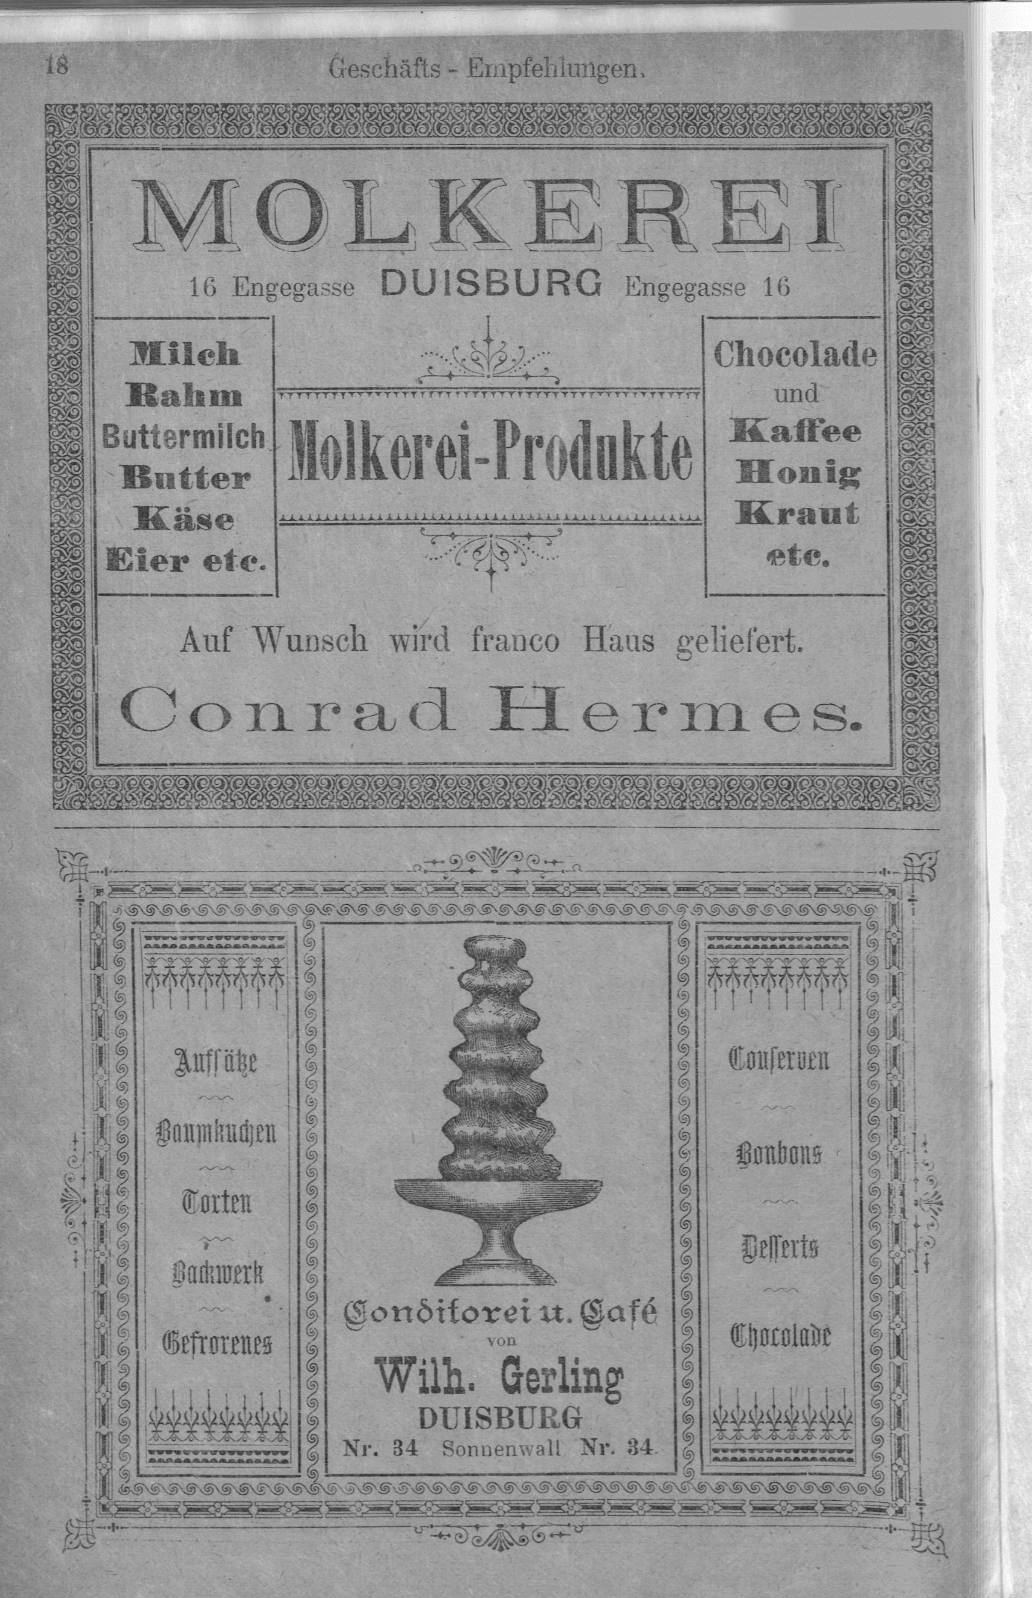 18
Geschäfts - Empfehlungen.
MOLKEREI
16 Engegasse DUISBURG Engegasse 16
Milch
Rahm
Buttermilch
Butter
Käse
Eier etc.
Molkerei-Produkte
Chocolade
und
Kaffee
Honig
Kraut
etc.
Auf Wunsch wird franco Haus geliefert.
Conrad Hermes.
Aufsätze
Baumkuchen
Torten
Backwerk
Gefrorenes
Conditorei u. Café
von
Wilh. Gerling
DUISBURG
Nr. 34 Sonnenwall Nr. 34.
Conserven
Bonbons
Desserts
Chocolade